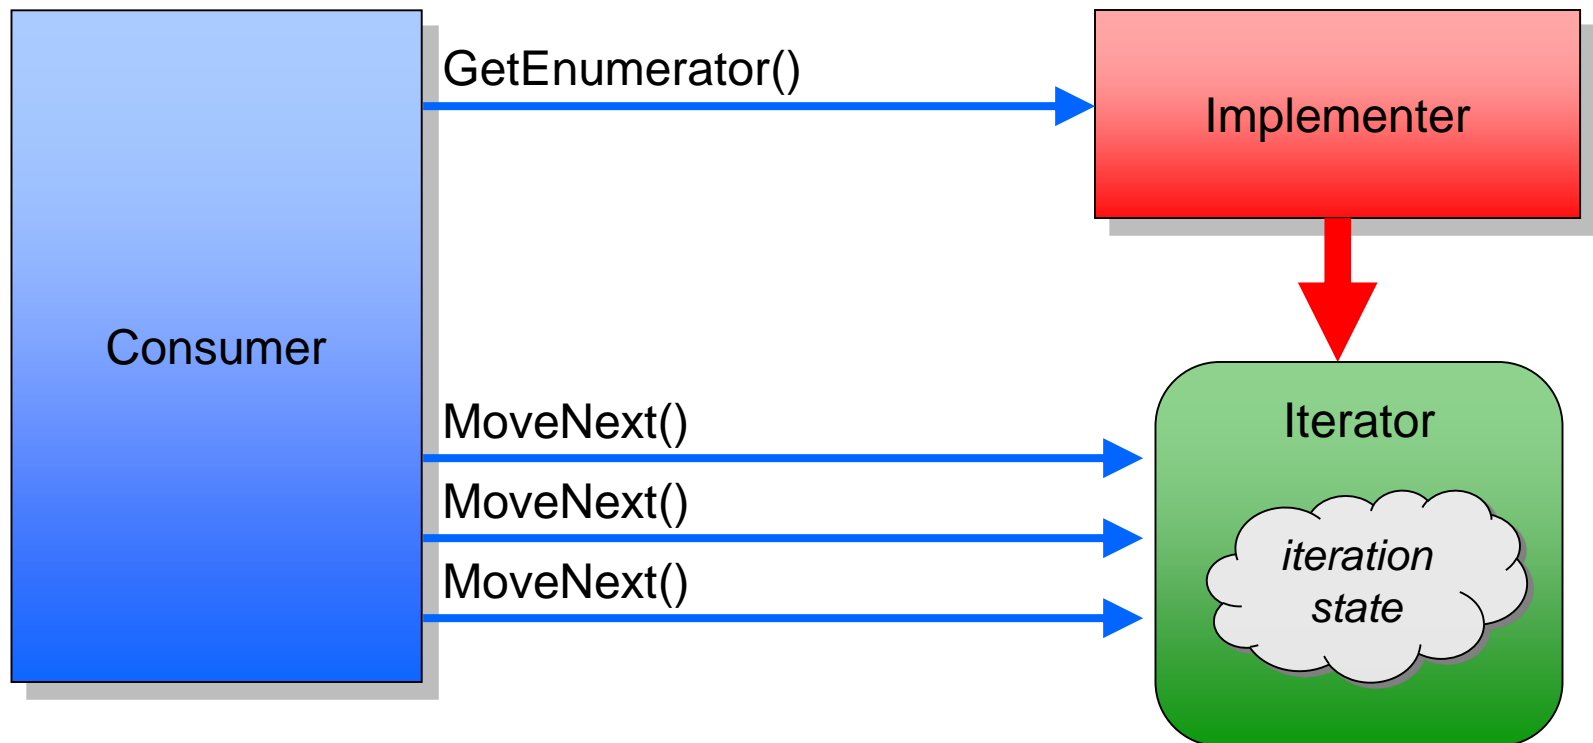 GetEnumerator()
Implementer
Consumer
MoveNext()
Iterator
MoveNext()
iteration
state
MoveNext()